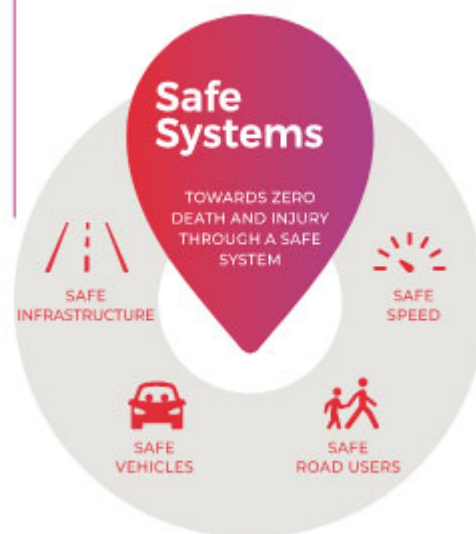 Safe
Systems
TOWARDS ZERO
DEATH AND INJURY
THROUGH A SAFE
SYSTEM
SAFE
INFRASTRUCTURE
SAFE
SPEED
SAFE
VEHICLES
SAFE
ROAD USERS